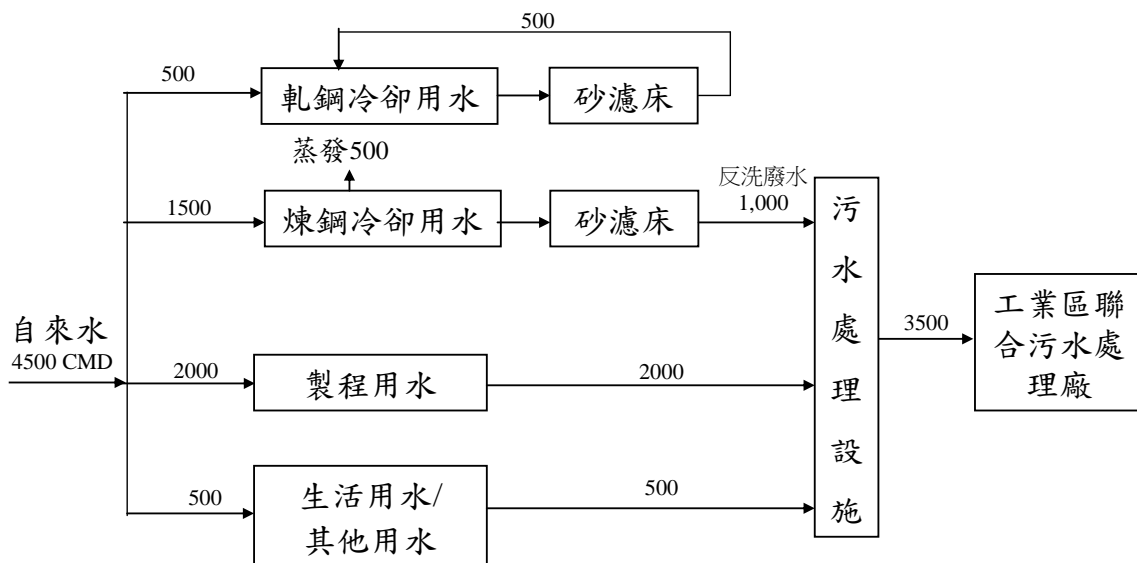 500
500
軋鋼冷卻用水
砂濾床
蒸發500
1500
煉鋼冷卻用水
砂濾床
反洗廢水
1,000
污水處理設施
自來水
4500 CMD
2000
製程用水
2000
3500
工業區聯
合污水處
理廠
500
生活用水/
其他用水
500